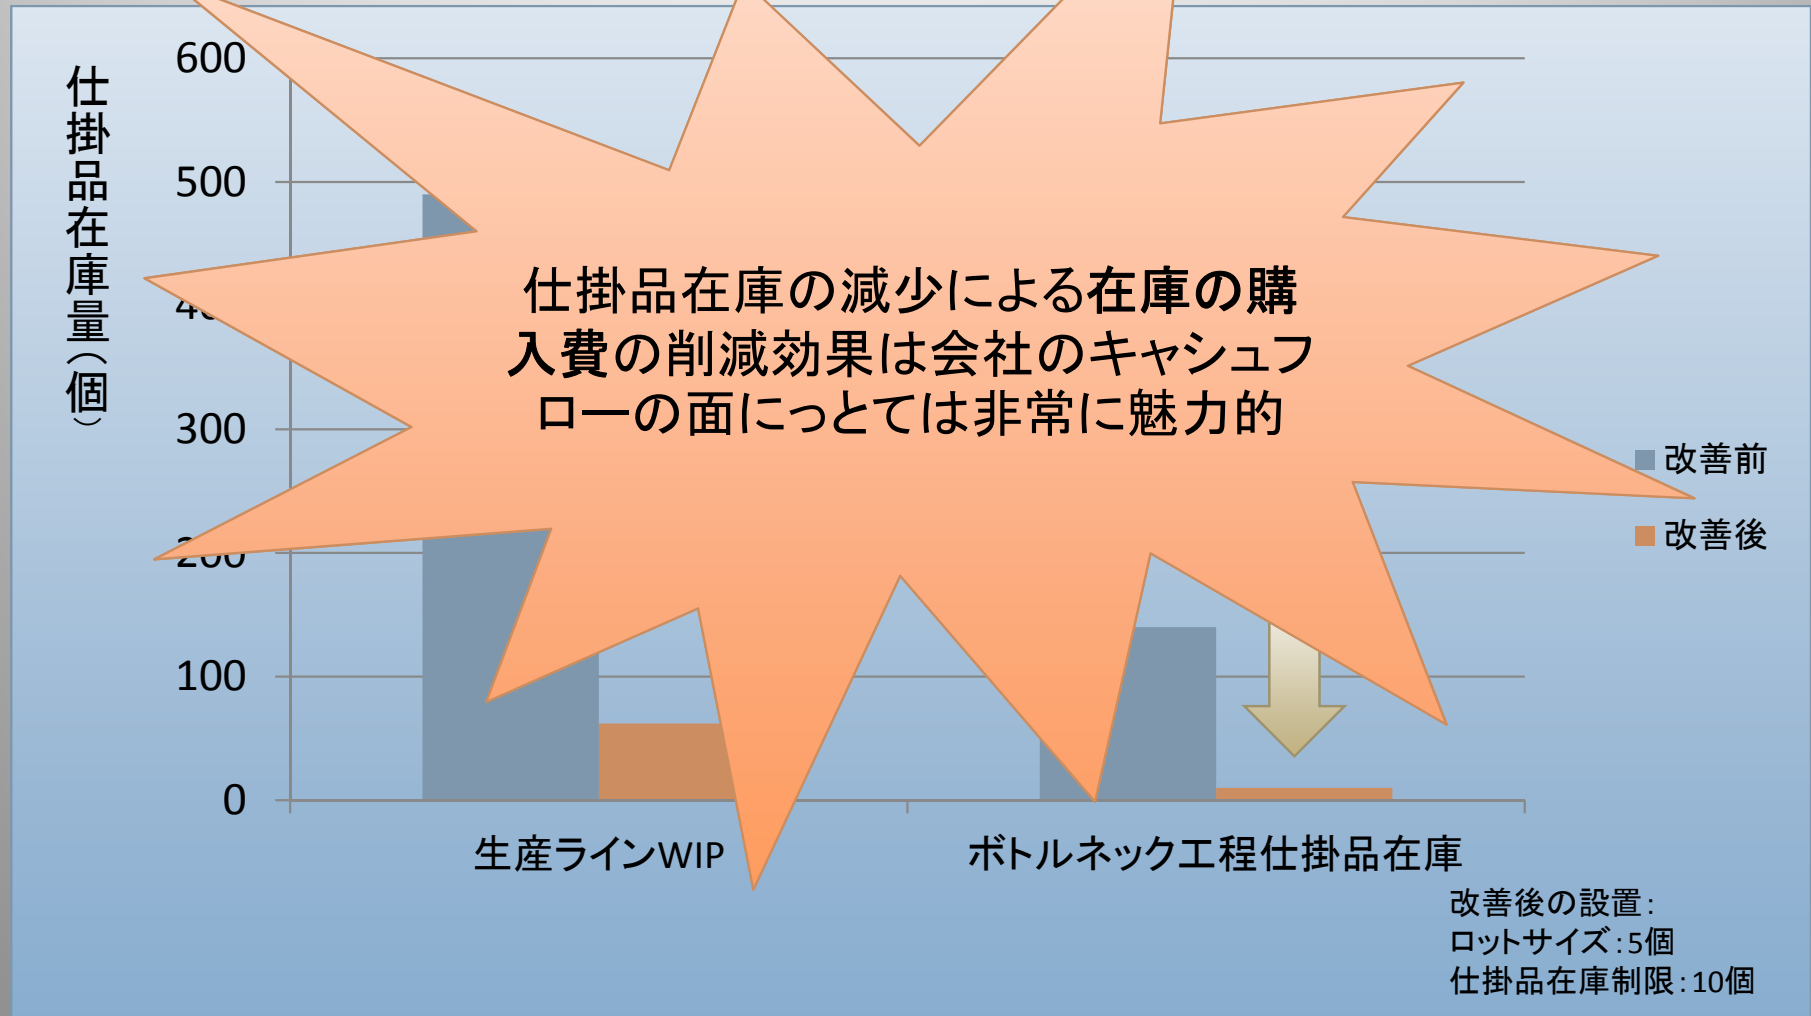 仕掛品在庫量(個)
600
500
300
200
100
0
仕掛品在庫の減少による在庫の購
入費の削減効果は会社のキャシュフ
ローの面にっとては非常に魅力的
改善前
改善後
生産ラインWIP
ボトルネック工程仕掛品在庫
改善後の設置:
ロットサイズ:5個
仕掛品在庫制限:10個